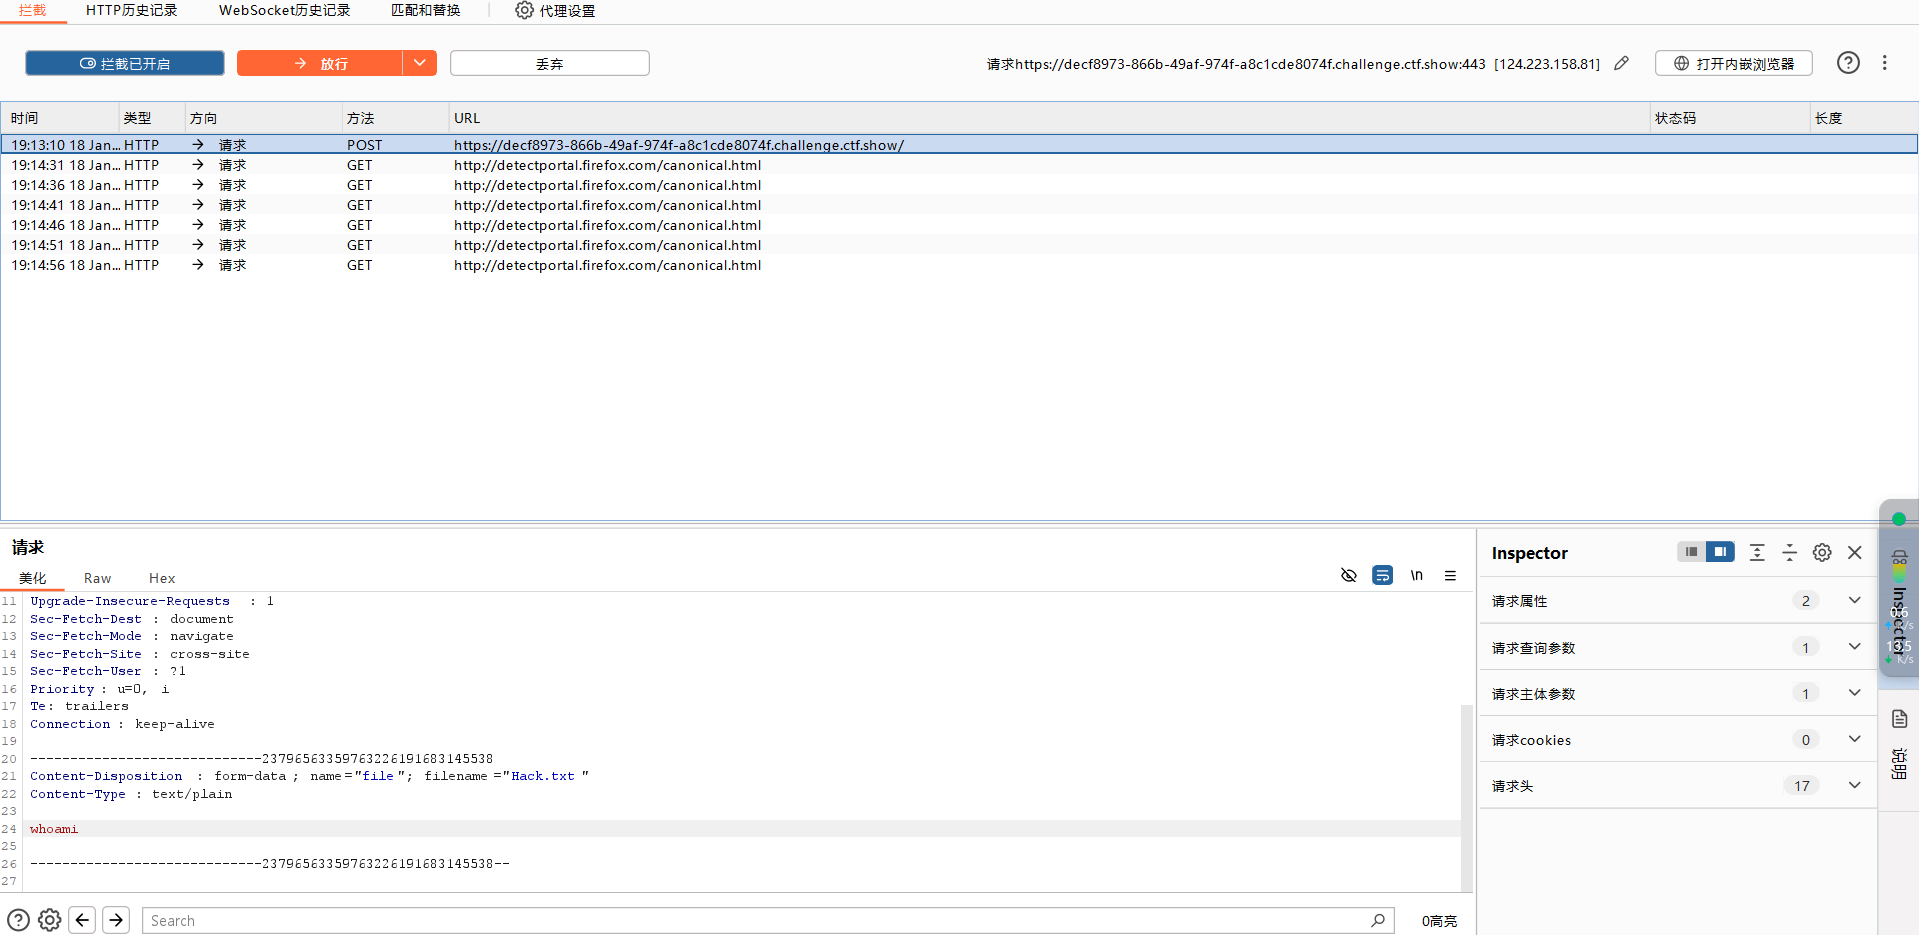 拦截 HTTP历史记录 WebSocket历史记录 匹配和替换 代理设置
拦截已开启 放行 丢弃 请求https://decf8973-866b-49af-974f-a8c1cde8074f.challenge.ctf.show:443 [124.223.158.81] 打开内嵌浏览器
时间 类型 方向 方法 URL 状态码 长度
19:13:10 18 Jan... HTTP → 请求 POST https://decf8973-866b-49af-974f-a8c1cde8074f.challenge.ctf.show/
19:14:31 18 Jan... HTTP → 请求 GET http://detectportal.firefox.com/canonical.html
19:14:36 18 Jan... HTTP → 请求 GET http://detectportal.firefox.com/canonical.html
19:14:41 18 Jan... HTTP → 请求 GET http://detectportal.firefox.com/canonical.html
19:14:46 18 Jan... HTTP → 请求 GET http://detectportal.firefox.com/canonical.html
19:14:51 18 Jan... HTTP → 请求 GET http://detectportal.firefox.com/canonical.html
19:14:56 18 Jan... HTTP → 请求 GET http://detectportal.firefox.com/canonical.html
请求
美化 Raw Hex \n
11 Upgrade-Insecure-Requests : 1
12 Sec-Fetch-Dest : document
13 Sec-Fetch-Mode : navigate
14 Sec-Fetch-Site : cross-site
15 Sec-Fetch-User : ?1
16 Priority : u=0, i
17 Te: trailers
18 Connection : keep-alive
19
20 -----------------------------237965633597632261916831455​38
21 Content-Disposition : form-data ; name ="file "; filename ="Hack.txt "
22 Content-Type : text/plain
23
24 whoami
25
26 -----------------------------237965633597632261916831455​38--
27
Search 0高亮
Inspector
请求属性 2
请求查询参数 1
请求主体参数 1
请求cookies 0
请求头 17
Inspector
0.6
K/s
13.5
K/s
说明